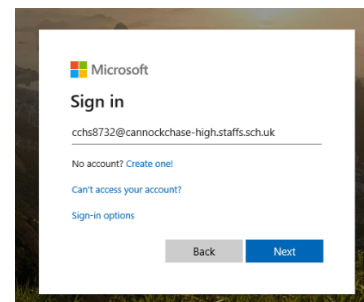 Microsoft
Sign in
cchs8732@cannockchase-high.staffs.sch.uk
No account? Create one!
Can't access your account?
Sign-in options
Back Next